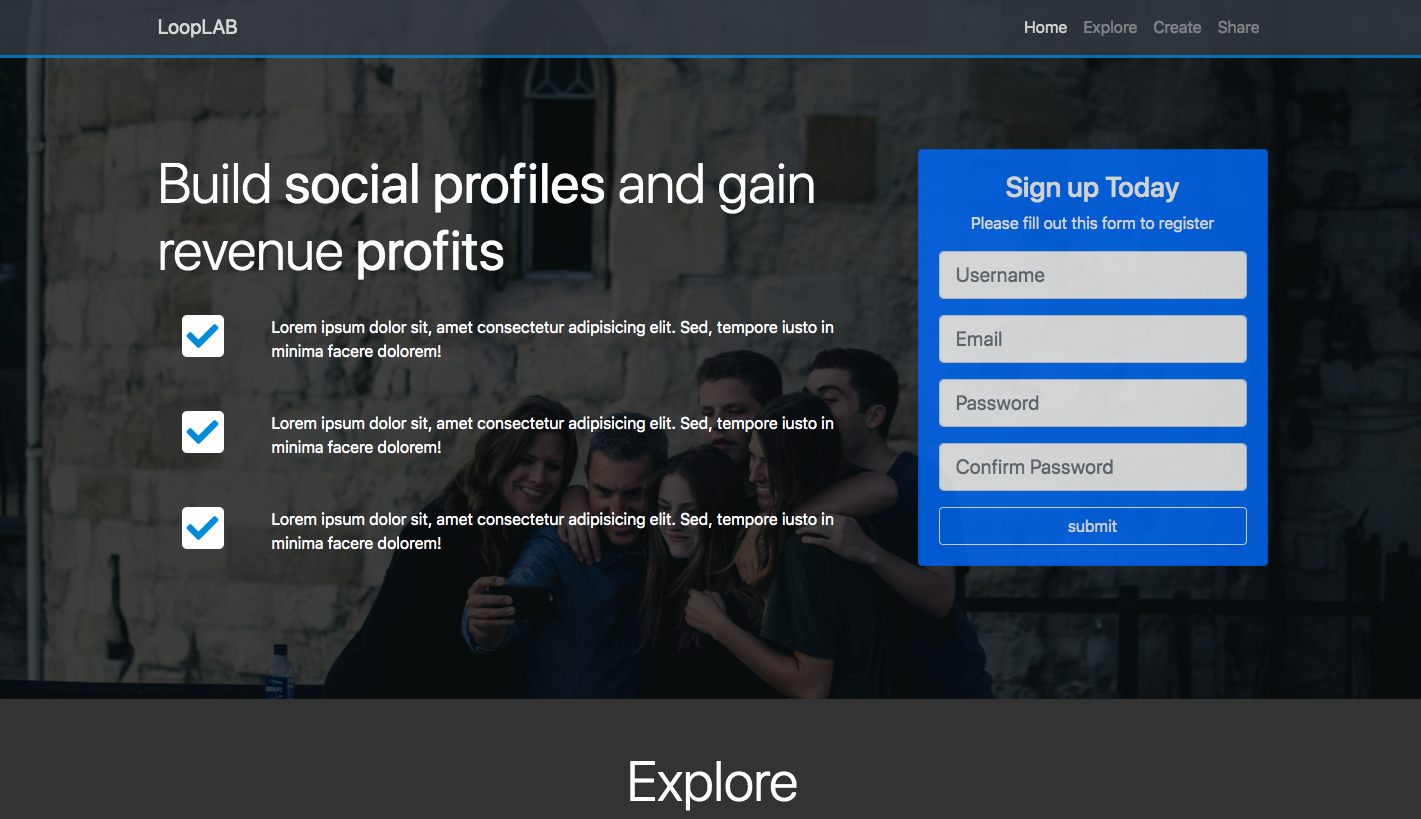 LoopLAB
Home Explore Create Share
Build social profiles and gain
revenue profits
Lorem ipsum dolor sit, amet consectetur adipisicing elit. Sed, tempore iusto in
minima facere dolorem!
Lorem ipsum dolor sit, amet consectetur adipisicing elit. Sed, tempore iusto in
minima facere dolorem!
Lorem ipsum dolor sit, amet consectetur adipisicing elit. Sed, tempore iusto in
minima facere dolorem!
Sign up Today
Please fill out this form to register
Username
Email
Password
Confirm Password
submit
Explore